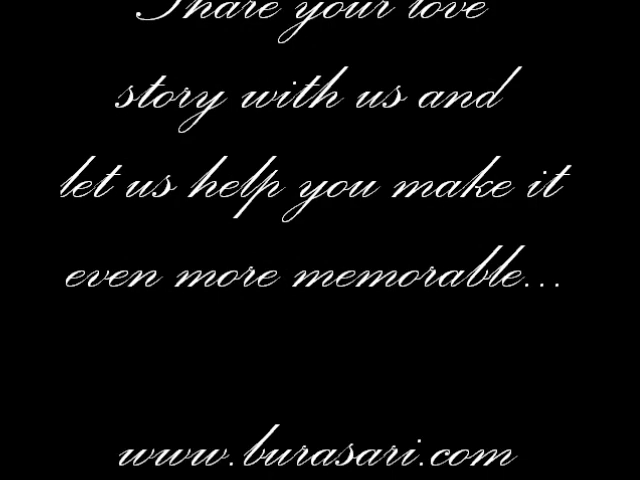 Share your love
story with us and
let us help you make it
even more memorable...
www.burasari.com